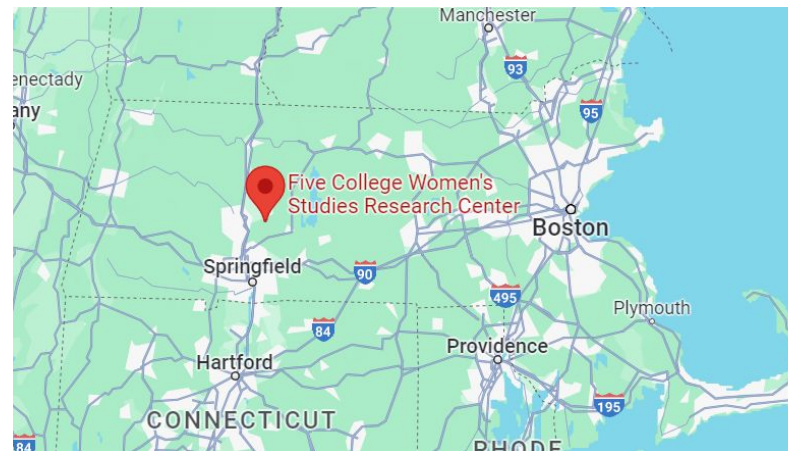 Manchester
enectady
93
any
95
Five College Women's
Studies Research Center
Boston
Springfield
90
495
84
Plymouth
Providence
Hartford
195
CONNECTICUT
84
RHODE